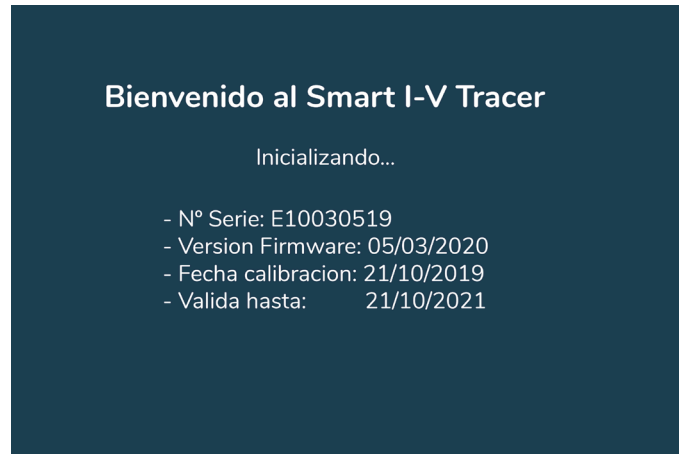 Bienvenido al Smart I-V Tracer
Inicializando...
- Nº Serie: E10030519
- Version Firmware: 05/03/2020
- Fecha calibracion: 21/10/2019
- Valida hasta: 21/10/2021